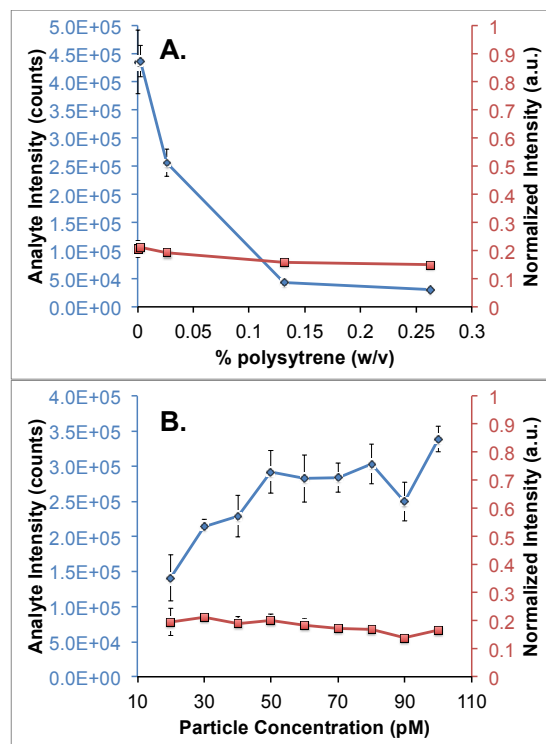 A.
Analyte Intensity (counts)
5.0E+05
4.5E+05
4.0E+05
3.5E+05
3.0E+05
2.5E+05
2.0E+05
1.5E+05
1.0E+05
5.0E+04
0.0E+00
1
0.9
0.8
0.7
0.6
0.5
0.4
0.3
0.2
0.1
0
Normalized Intensity (a.u.)
0 0.05 0.1 0.15 0.2 0.25 0.3
% polysytrene (w/v)
B.
Analyte Intensity (counts)
4.0E+05
3.5E+05
3.0E+05
2.5E+05
2.0E+05
1.5E+05
1.0E+05
5.0E+04
0.0E+00
1
0.9
0.8
0.7
0.6
0.5
0.4
0.3
0.2
0.1
0
Normalized Intensity (a.u.)
10 30 50 70 90 110
Particle Concentration (pM)